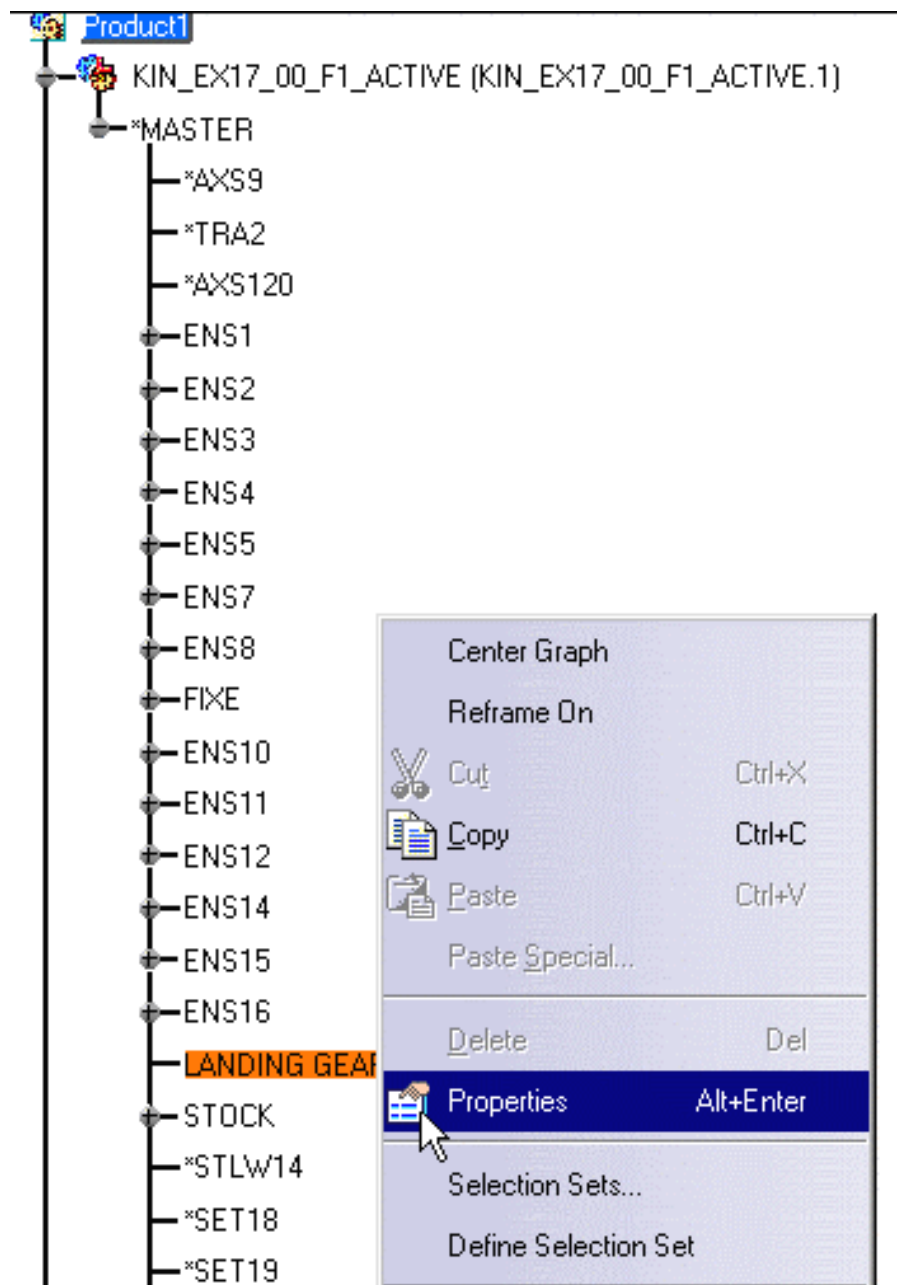 Product1
KIN_EX17_00_F1_ACTIVE (KIN_EX17_00_F1_ACTIVE.1)
*MASTER
*AXS9
*TRA2
*AXS120
ENS1
ENS2
ENS3
ENS4
ENS5
ENS7
ENS8
FIXE
ENS10
ENS11
ENS12
ENS14
ENS15
ENS16
LANDING GEAR
STOCK
*STLW14
*SET18
*SET19
Center Graph
Reframe On
Cut Ctrl+X
Copy Ctrl+C
Paste Ctrl+V
Paste Special...
Delete Del
Properties Alt+Enter
Selection Sets...
Define Selection Set